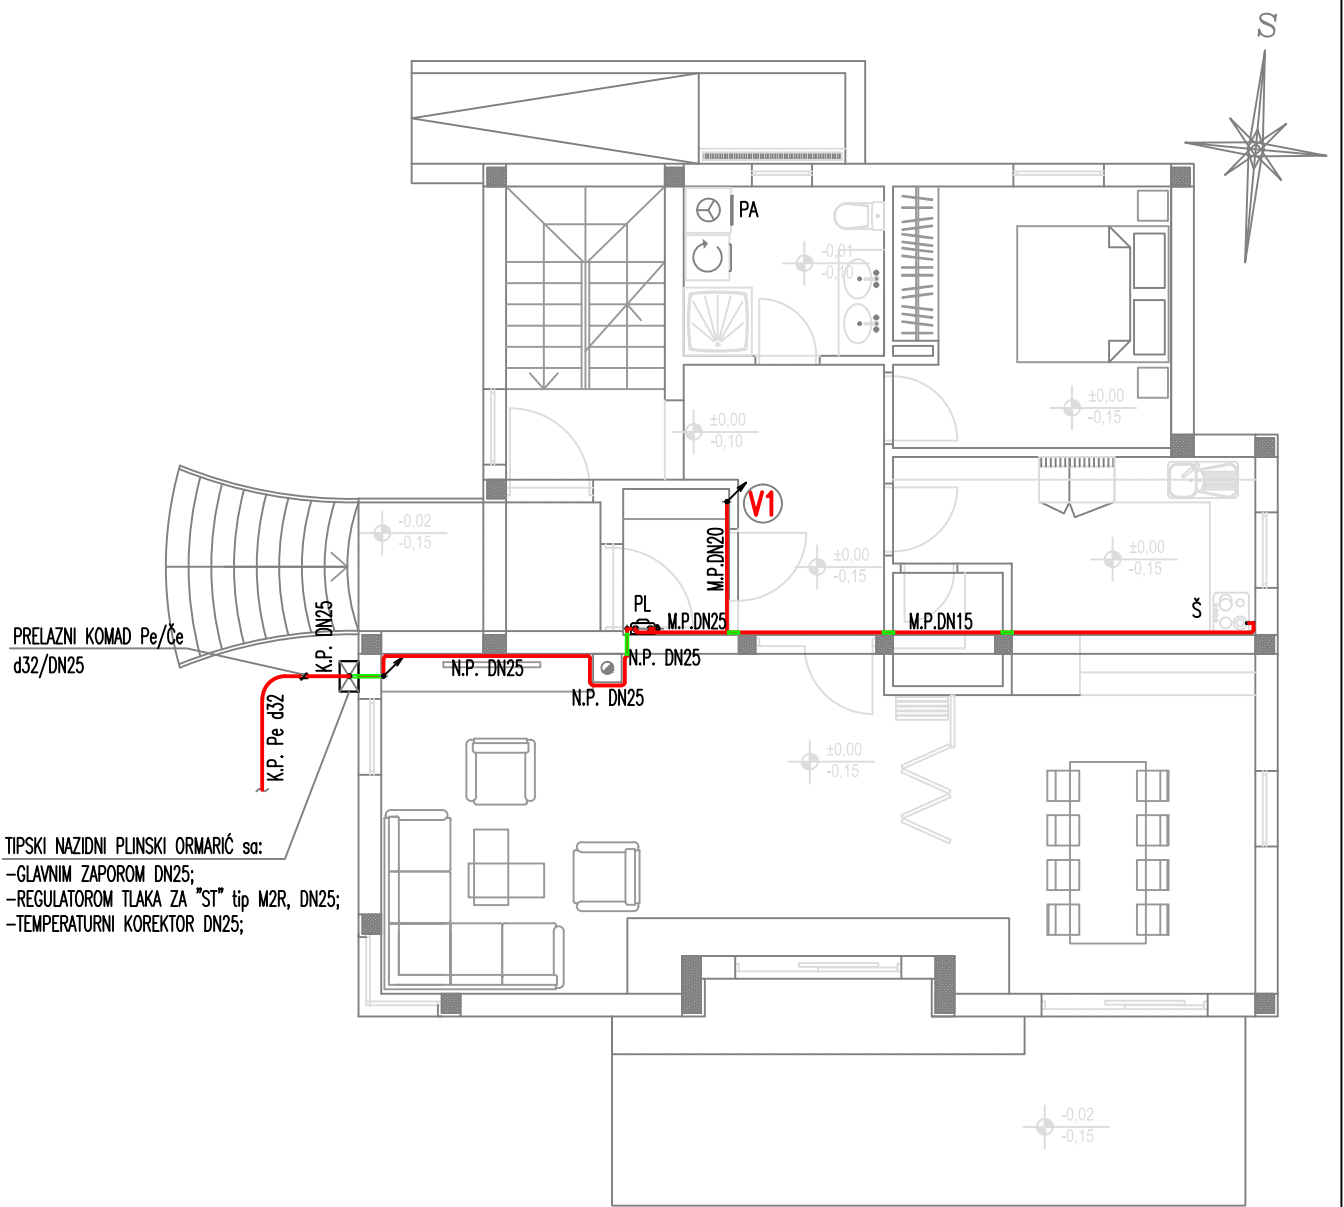 S
PA
-0,01
-0,10
±0,00
-0,15
±0,00
-0,10
V1
-0,02
-0,15
M.P.DN20
±0,00
-0,15
±0,00
-0,15
PL
M.P.DN25
M.P.DN15
Š
PRELAZNI KOMAD Pe/Če
d32/DN25
K.P. DN25
N.P. DN25
N.P. DN25
N.P. DN25
K.P. Pe d32
±0,00
-0,15
TIPSKI NAZIDNI PLINSKI ORMARIĆ sa:
-GLAVNIM ZAPOROM DN25;
-REGULATOROM TLAKA ZA "ST" tip M2R, DN25;
-TEMPERATURNI KOREKTOR DN25;
-0,02
-0,15